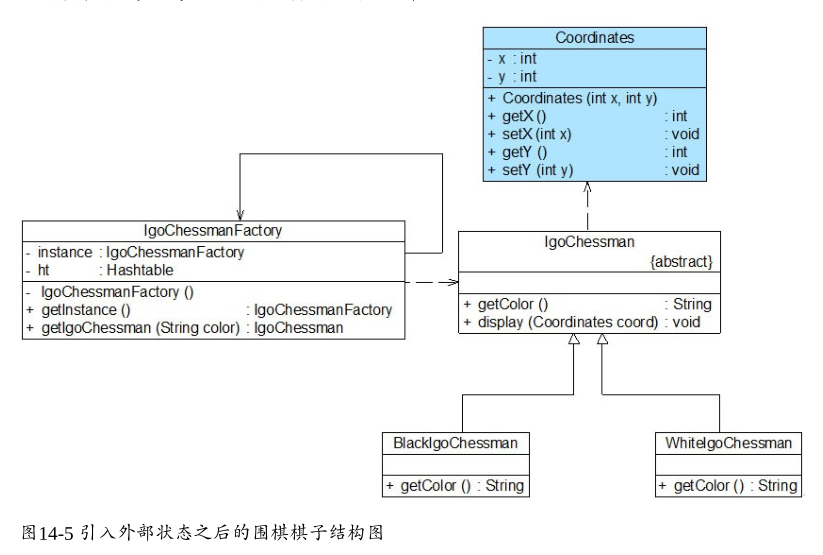 Coordinates
- x : int
- y : int
+ Coordinates (int x, int y)
+ getX () : int
+ setX (int x) : void
+ getY () : int
+ setY (int y) : void
IgoChessmanFactory
- instance : IgoChessmanFactory
- ht : Hashtable
- IgoChessmanFactory ()
+ getInstance () : IgoChessmanFactory
+ getIgoChessman (String color) : IgoChessman
IgoChessman
{abstract}
+ getColor () : String
+ display (Coordinates coord) : void
BlackIgoChessman
+ getColor () : String
WhiteIgoChessman
+ getColor () : String
图14-5 引入外部状态之后的围棋棋子结构图